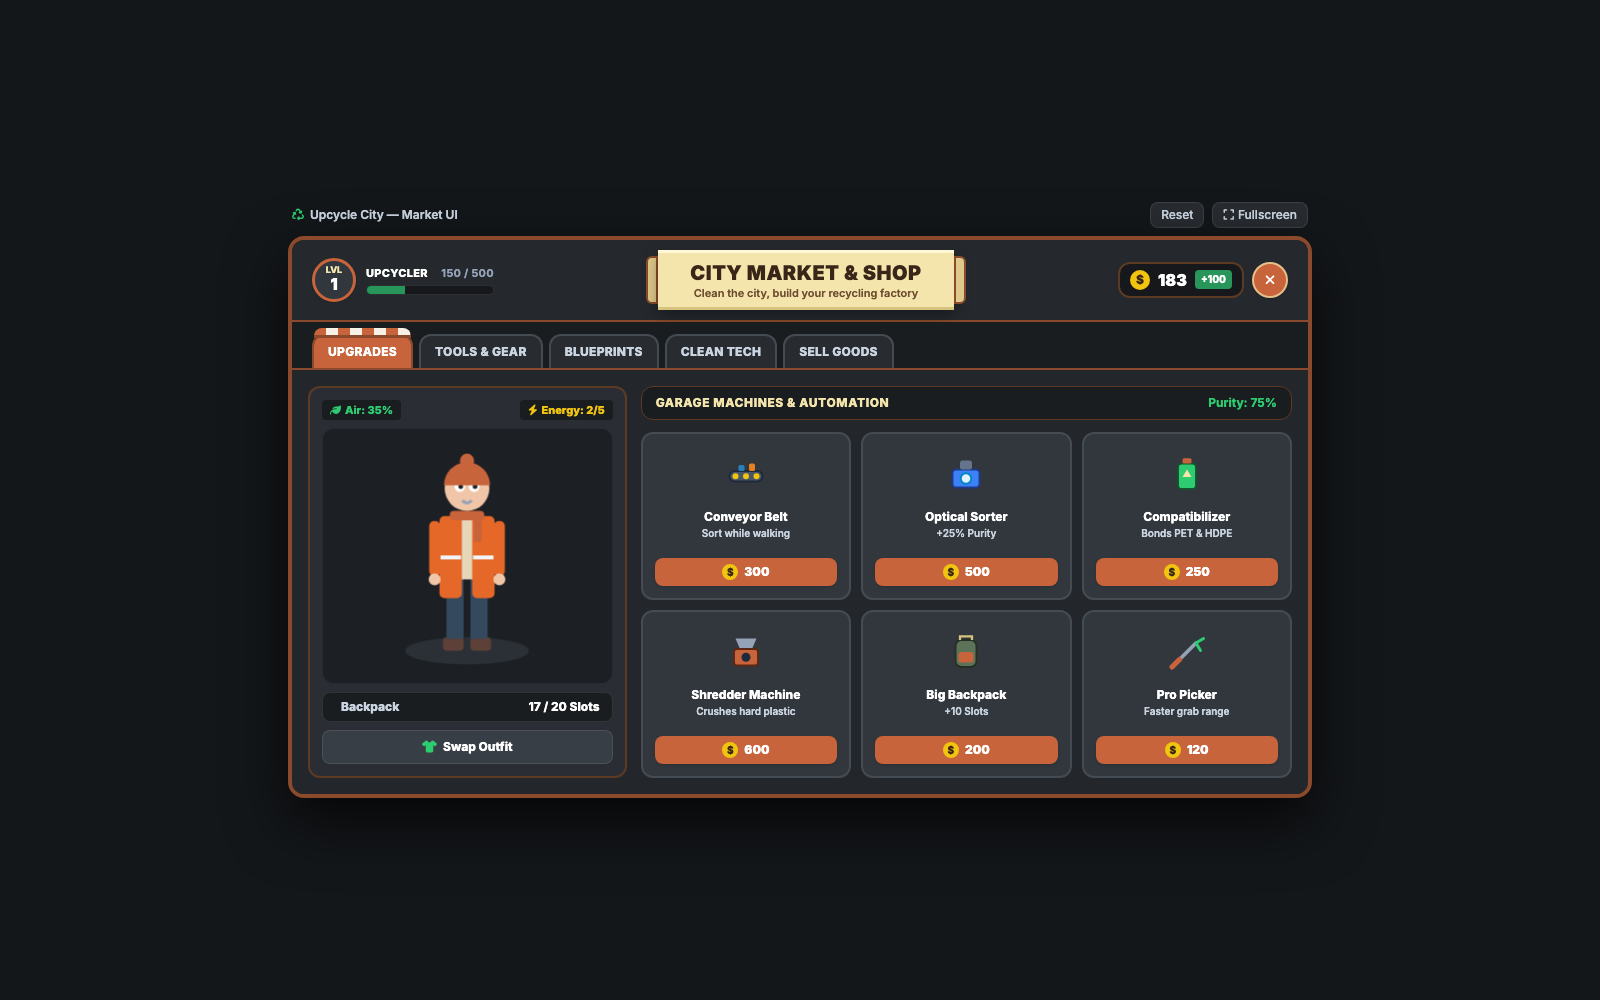 Upcycle City — Market UI
Reset
Fullscreen
LVL
1
UPCYCLER 150 / 500
CITY MARKET & SHOP
Clean the city, build your recycling factory
$ 183 +100
×
UPGRADES
TOOLS & GEAR
BLUEPRINTS
CLEAN TECH
SELL GOODS
Air: 35%
Energy: 2/5
Backpack 17 / 20 Slots
Swap Outfit
GARAGE MACHINES & AUTOMATION
Purity: 75%
Conveyor Belt
Sort while walking
$ 300
Optical Sorter
+25% Purity
$ 500
Compatibilizer
Bonds PET & HDPE
$ 250
Shredder Machine
Crushes hard plastic
$ 600
Big Backpack
+10 Slots
$ 200
Pro Picker
Faster grab range
$ 120